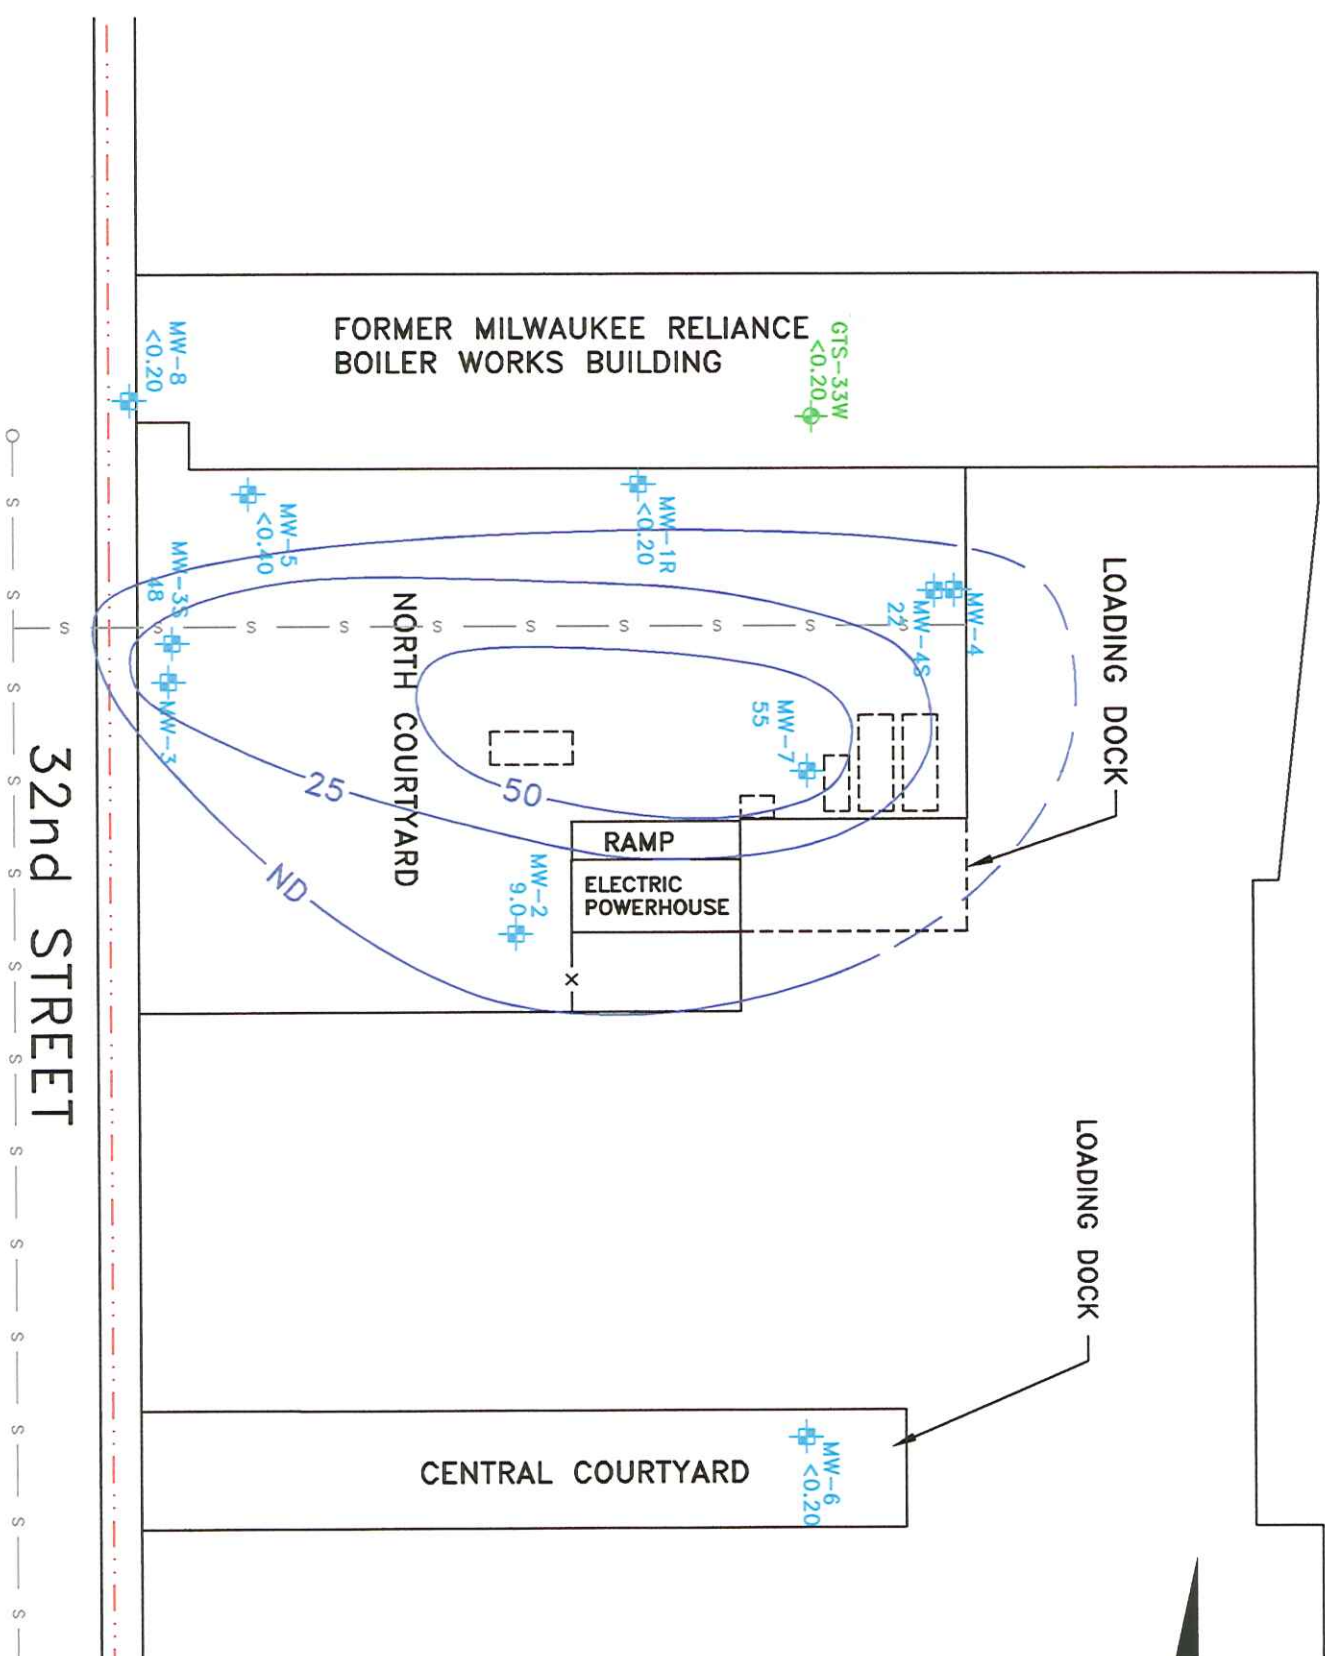 FORMER MILWAUKEE RELIANCE
BOILER WORKS BUILDING
GTS-33W
<0.20
MW-8
<0.20
MW-5
<0.40
MW-1R
<0.20
MW-3S
48
MW-3
MW-4
MW-4S
22
MW-7
55
LOADING DOCK
NORTH COURTYARD
25
50
ND
RAMP
ELECTRIC
POWERHOUSE
MW-2
9.0
x
32nd STREET
LOADING DOCK
CENTRAL COURTYARD
MW-6
<0.20
S S S S S S S S S S
S S S S S S S S S S S S S